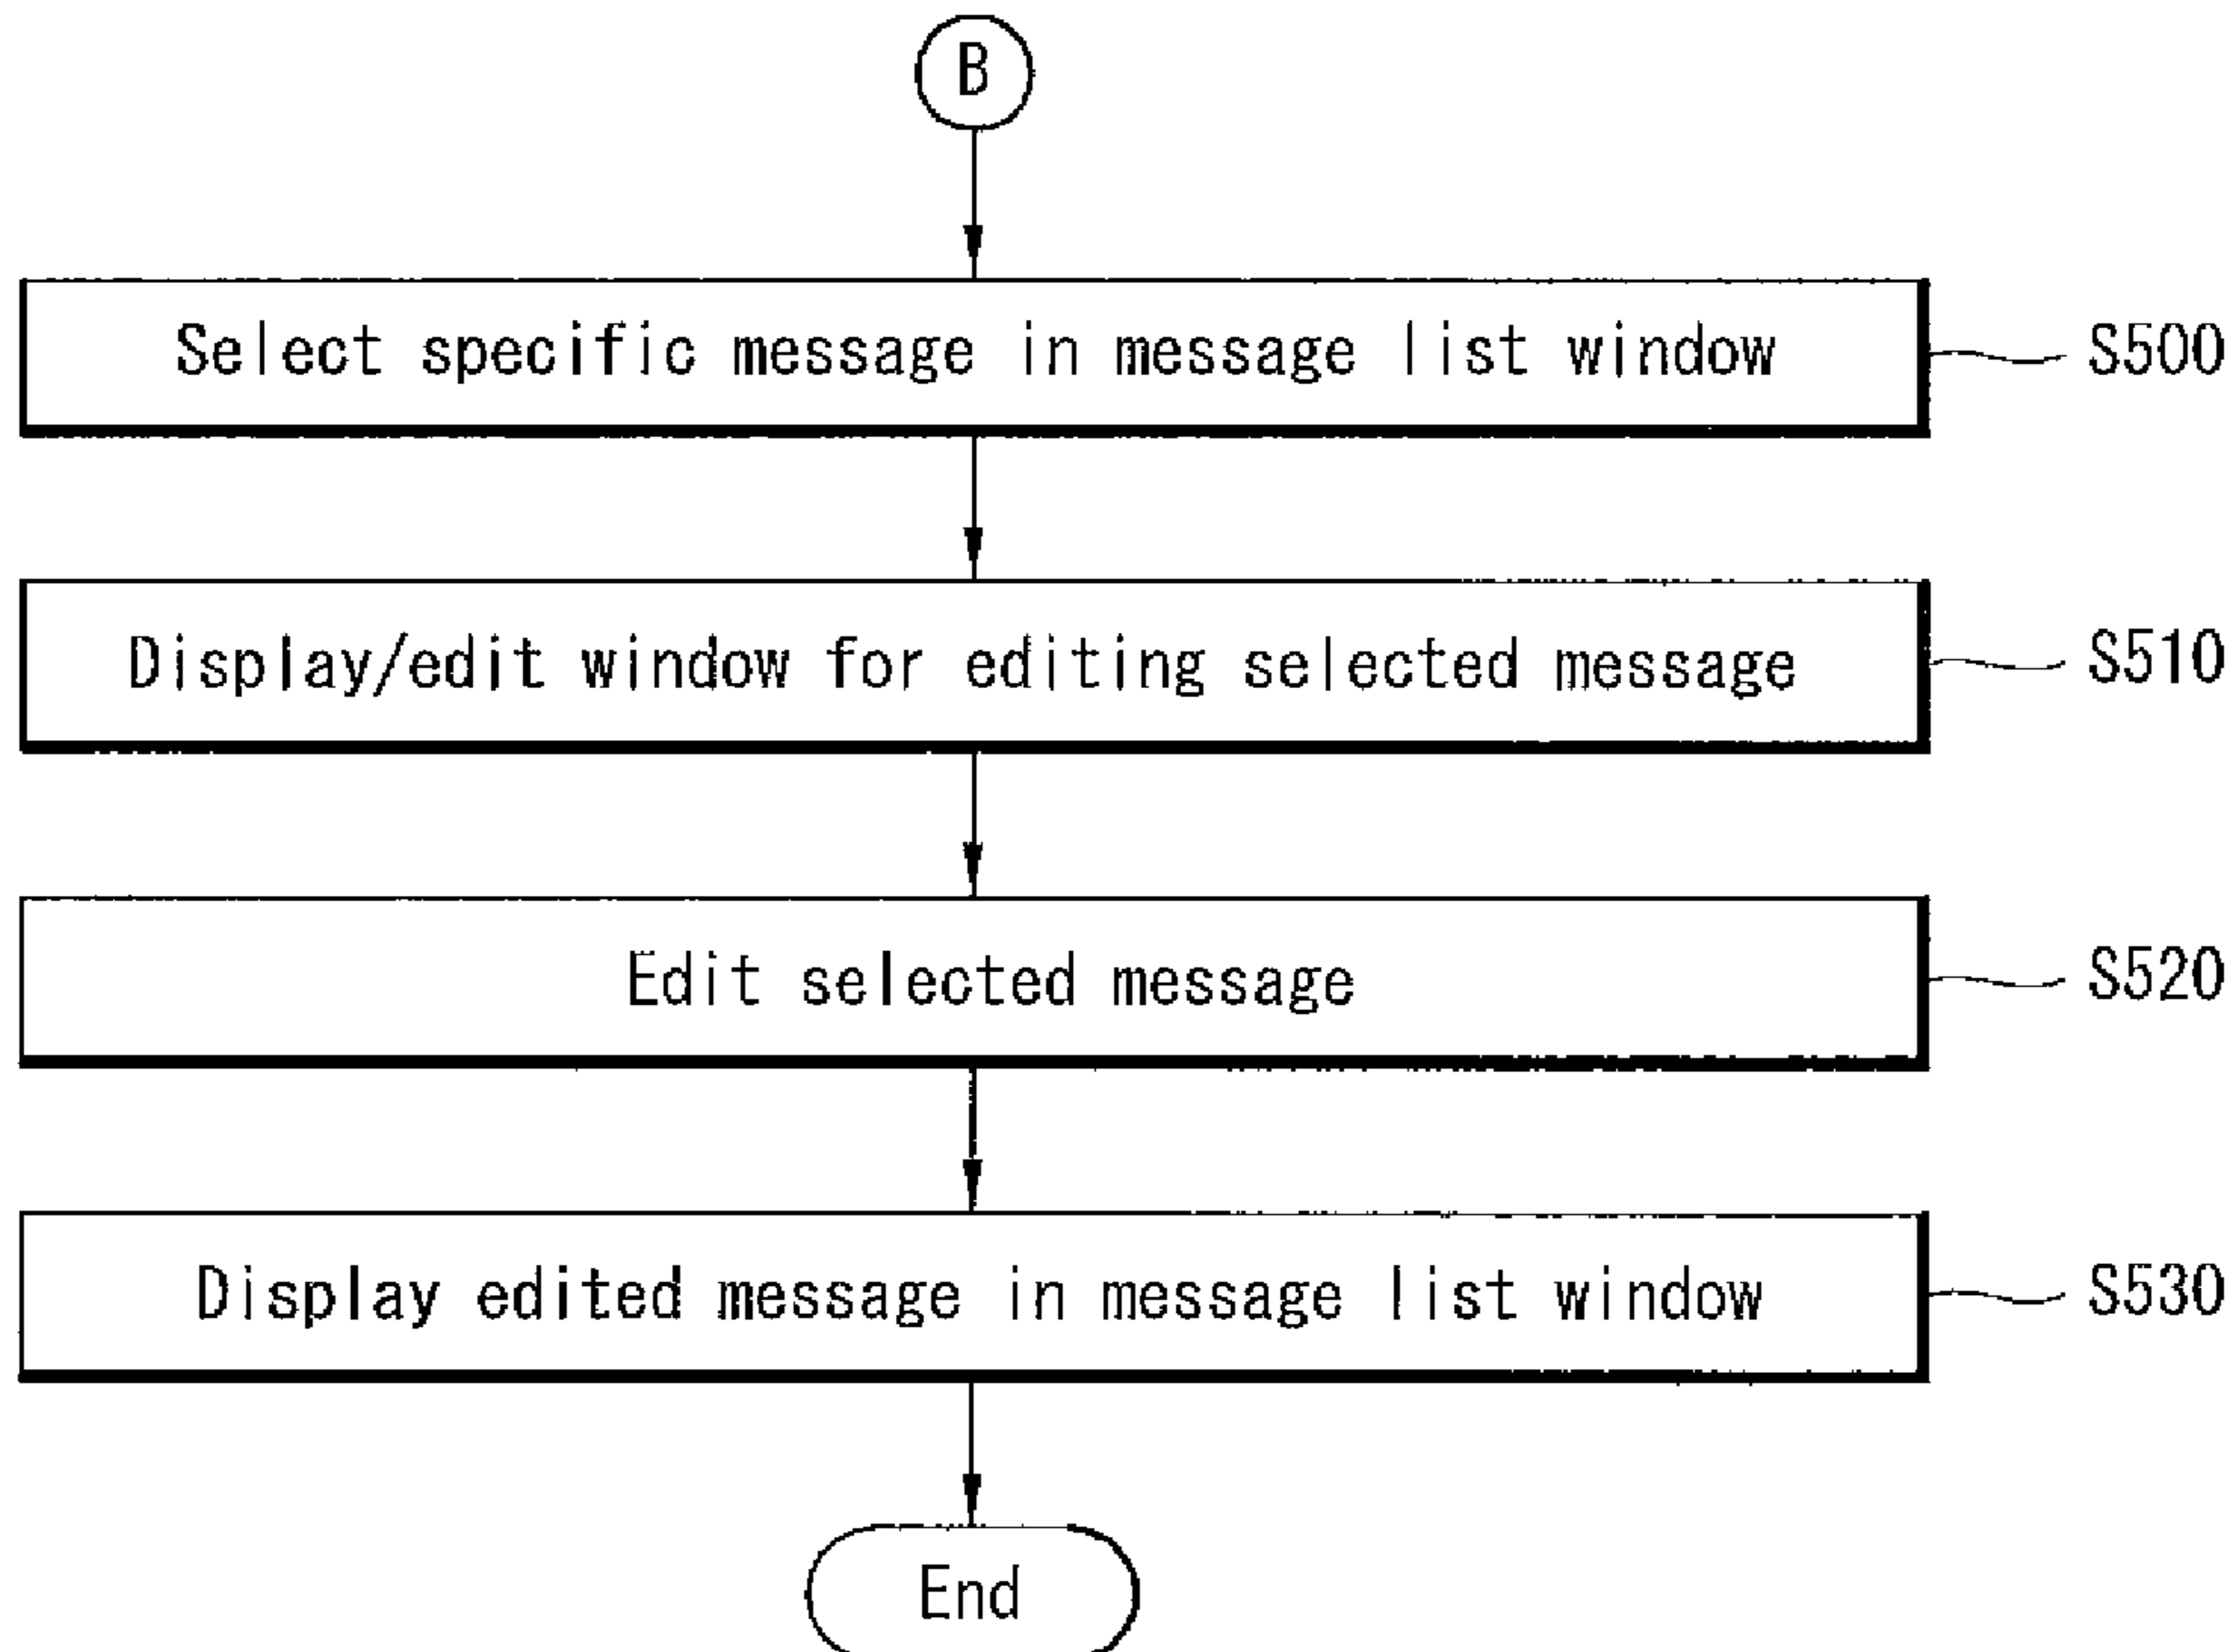 B
Select specific message in message list window
S500
Display/edit window for editing selected message
S510
Edit selected message
S520
Display edited message in message list window
S530
End